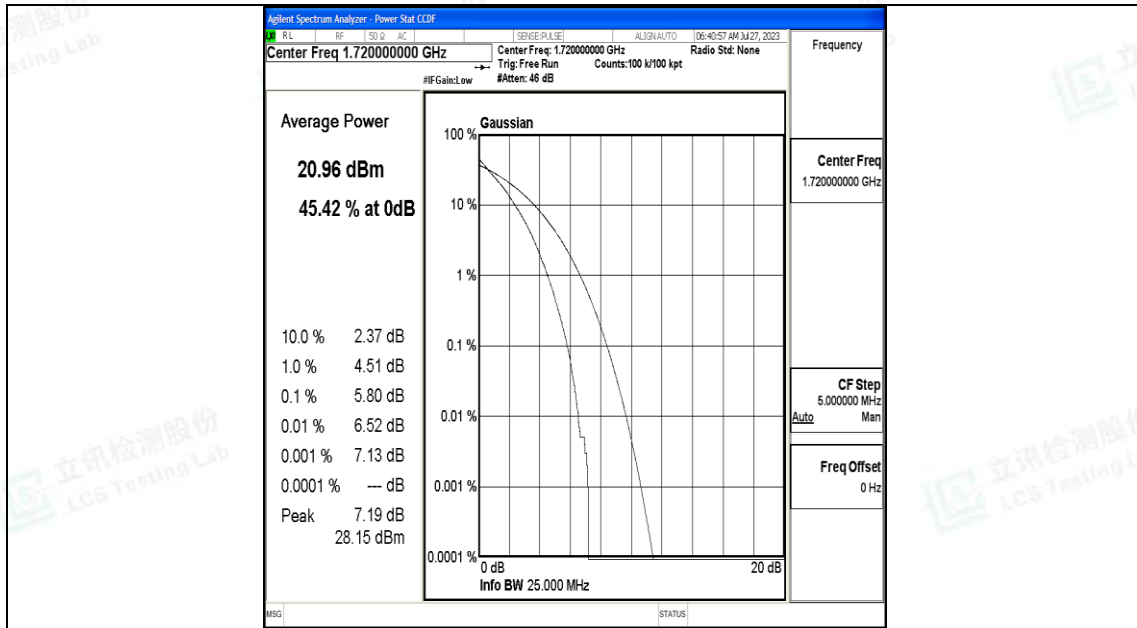 Agilent Spectrum Analyzer - Power Stat CCDF
RL RF 50 Ω AC SENSE:PULSE ALIGN AUTO 06:40:57 AM Jul 27, 2023
Center Freq 1.720000000 GHz
Center Freq: 1.720000000 GHz Radio Std: None
Trig: Free Run Counts:100 k/100 kpt
#IFGain:Low #Atten: 46 dB
Frequency
Average Power
20.96 dBm
45.42 % at 0dB
10.0 % 2.37 dB
1.0 % 4.51 dB
0.1 % 5.80 dB
0.01 % 6.52 dB
0.001 % 7.13 dB
0.0001 % --- dB
Peak 7.19 dB
28.15 dBm
Gaussian
100 %
10 %
1 %
0.1 %
0.01 %
0.001 %
0.0001 %
0 dB 20 dB
Info BW 25.000 MHz
Center Freq
1.720000000 GHz
CF Step
5.000000 MHz
Auto Man
Freq Offset
0 Hz
MSG STATUS
立讯检测股份
LCS Testing Lab
立讯检测股份
LCS Testing L